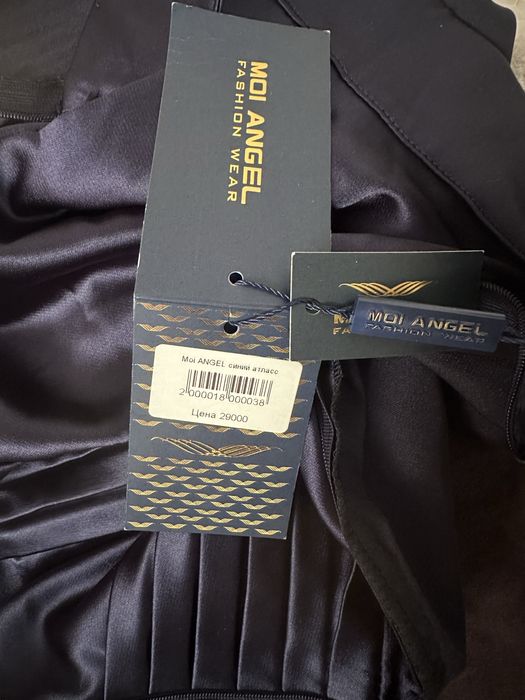 MOI ANGEL
FASHION WEAR
MOI ANGEL
FASHION WEAR
Moi ANGEL синий атласс
2 000018 000038
Цена 29000